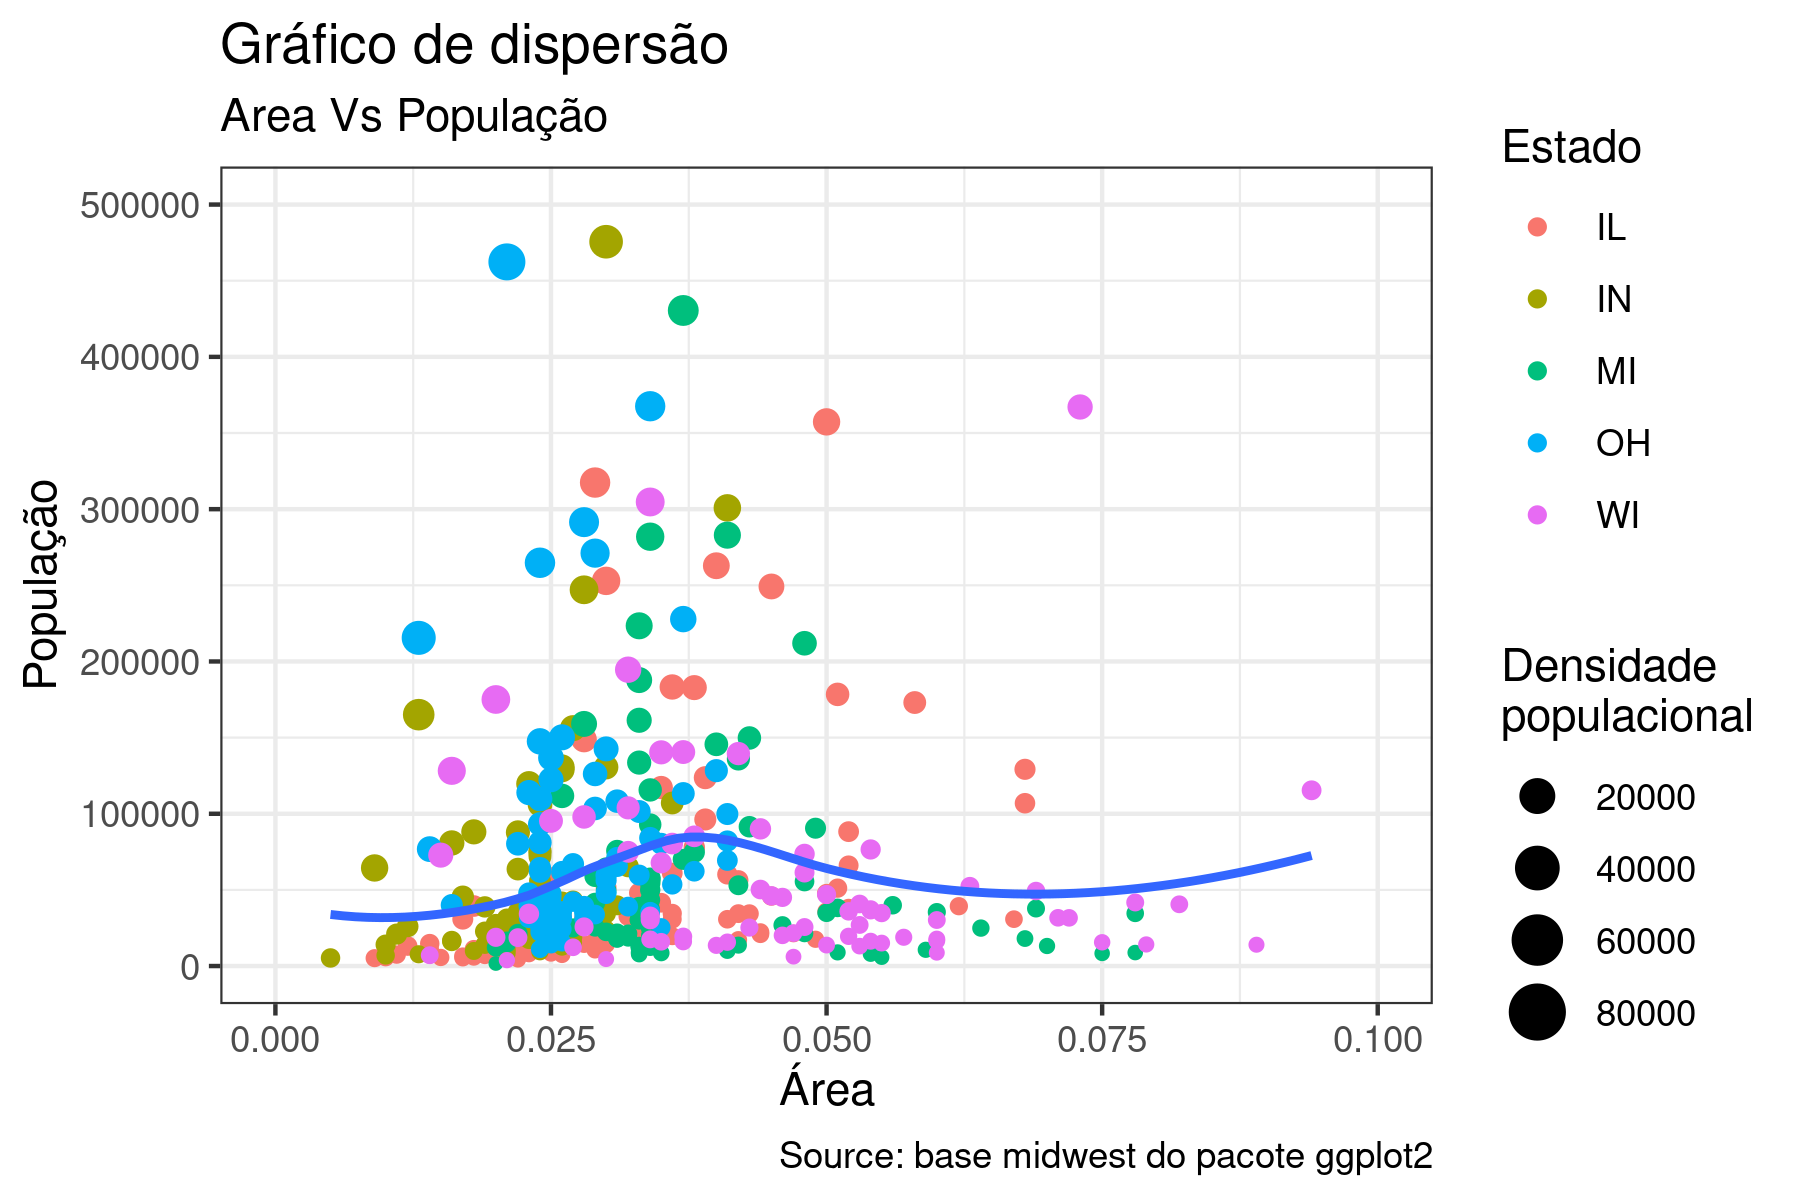 Gráfico de dispersão
Area Vs População
População
500000
400000
300000
200000
100000
0
0.000
0.025
0.050
0.075
0.100
Área
Source: base midwest do pacote ggplot2
Estado
IL
IN
MI
OH
WI
Densidade
populacional
20000
40000
60000
80000